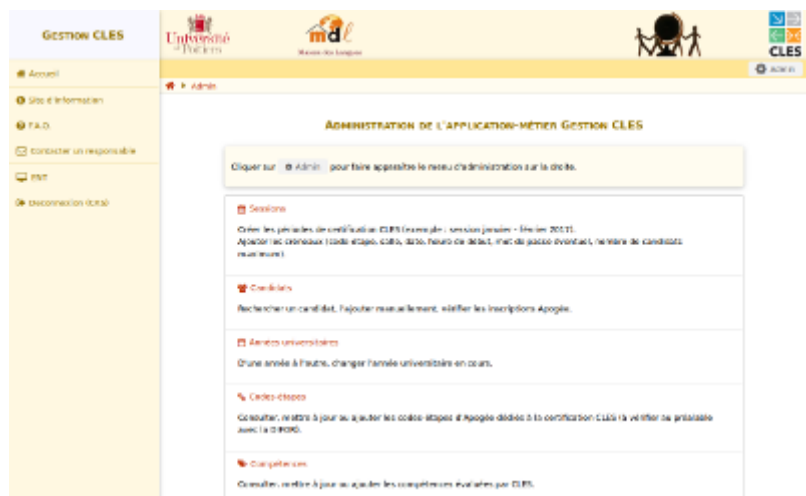 GESTION CLES
Université
de Poitiers
mdl
Maison des langues
CLES
Admin
Accueil
Site d'information
F.A.Q.
Contacter un responsable
ENT
Déconnexion (CAS)
Admin
ADMINISTRATION DE L'APPLICATION-MÉTIER GESTION CLES
Cliquer sur Admin pour faire apparaître le menu d'administration sur la droite.
Sessions
Créer les périodes de certification CLES (exemple : session janvier - février 2017).
Ajouter les créneaux (code étape, salle, date, heure de début, mot de passe éventuel, nombre de candidats
maximum).
Candidats
Rechercher un candidat, l'ajouter manuellement, vérifier les inscriptions Apogée.
Années universitaires
D'une année à l'autre, changer l'année universitaire en cours.
Codes-étapes
Consulter, mettre à jour ou ajouter les codes-étapes d'Apogée dédiés à la certification CLES (à vérifier au préalable
avec la DIFOR).
Compétences
Consulter, mettre à jour ou ajouter les compétences évaluées par CLES.